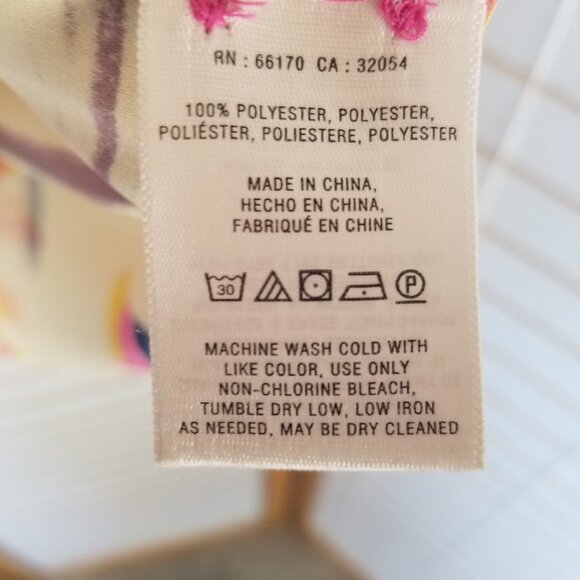 RN : 66170 CA : 32054
100% POLYESTER, POLYESTER,
POLIÉSTER, POLIESTERE, POLYESTER
MADE IN CHINA,
HECHO EN CHINA,
FABRIQUÉ EN CHINE
30 P
MACHINE WASH COLD WITH
LIKE COLOR, USE ONLY
NON-CHLORINE BLEACH,
TUMBLE DRY LOW, LOW IRON
AS NEEDED, MAY BE DRY CLEANED